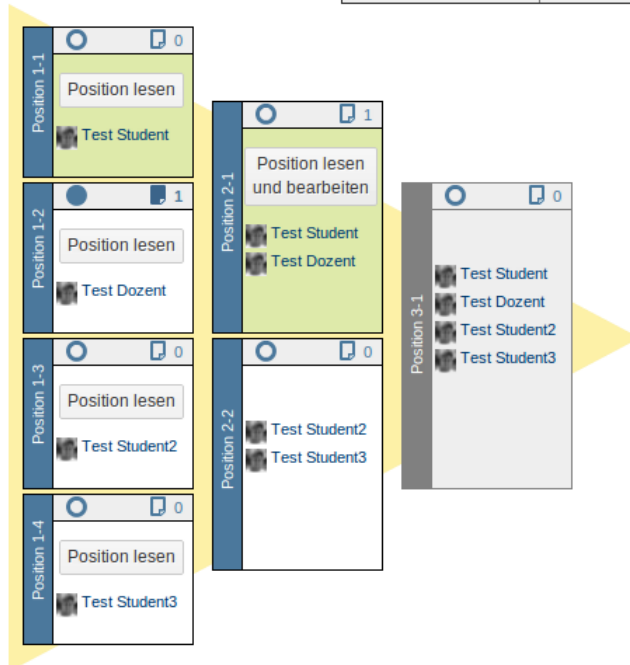 Position 1-1
0
Position lesen
Test Student
Position 1-2
1
Position lesen
Test Dozent
Position 1-3
0
Position lesen
Test Student2
Position 1-4
0
Position lesen
Test Student3
Position 2-1
1
Position lesen
und bearbeiten
Test Student
Test Dozent
Position 2-2
0
Test Student2
Test Student3
Position 3-1
0
Test Student
Test Dozent
Test Student2
Test Student3